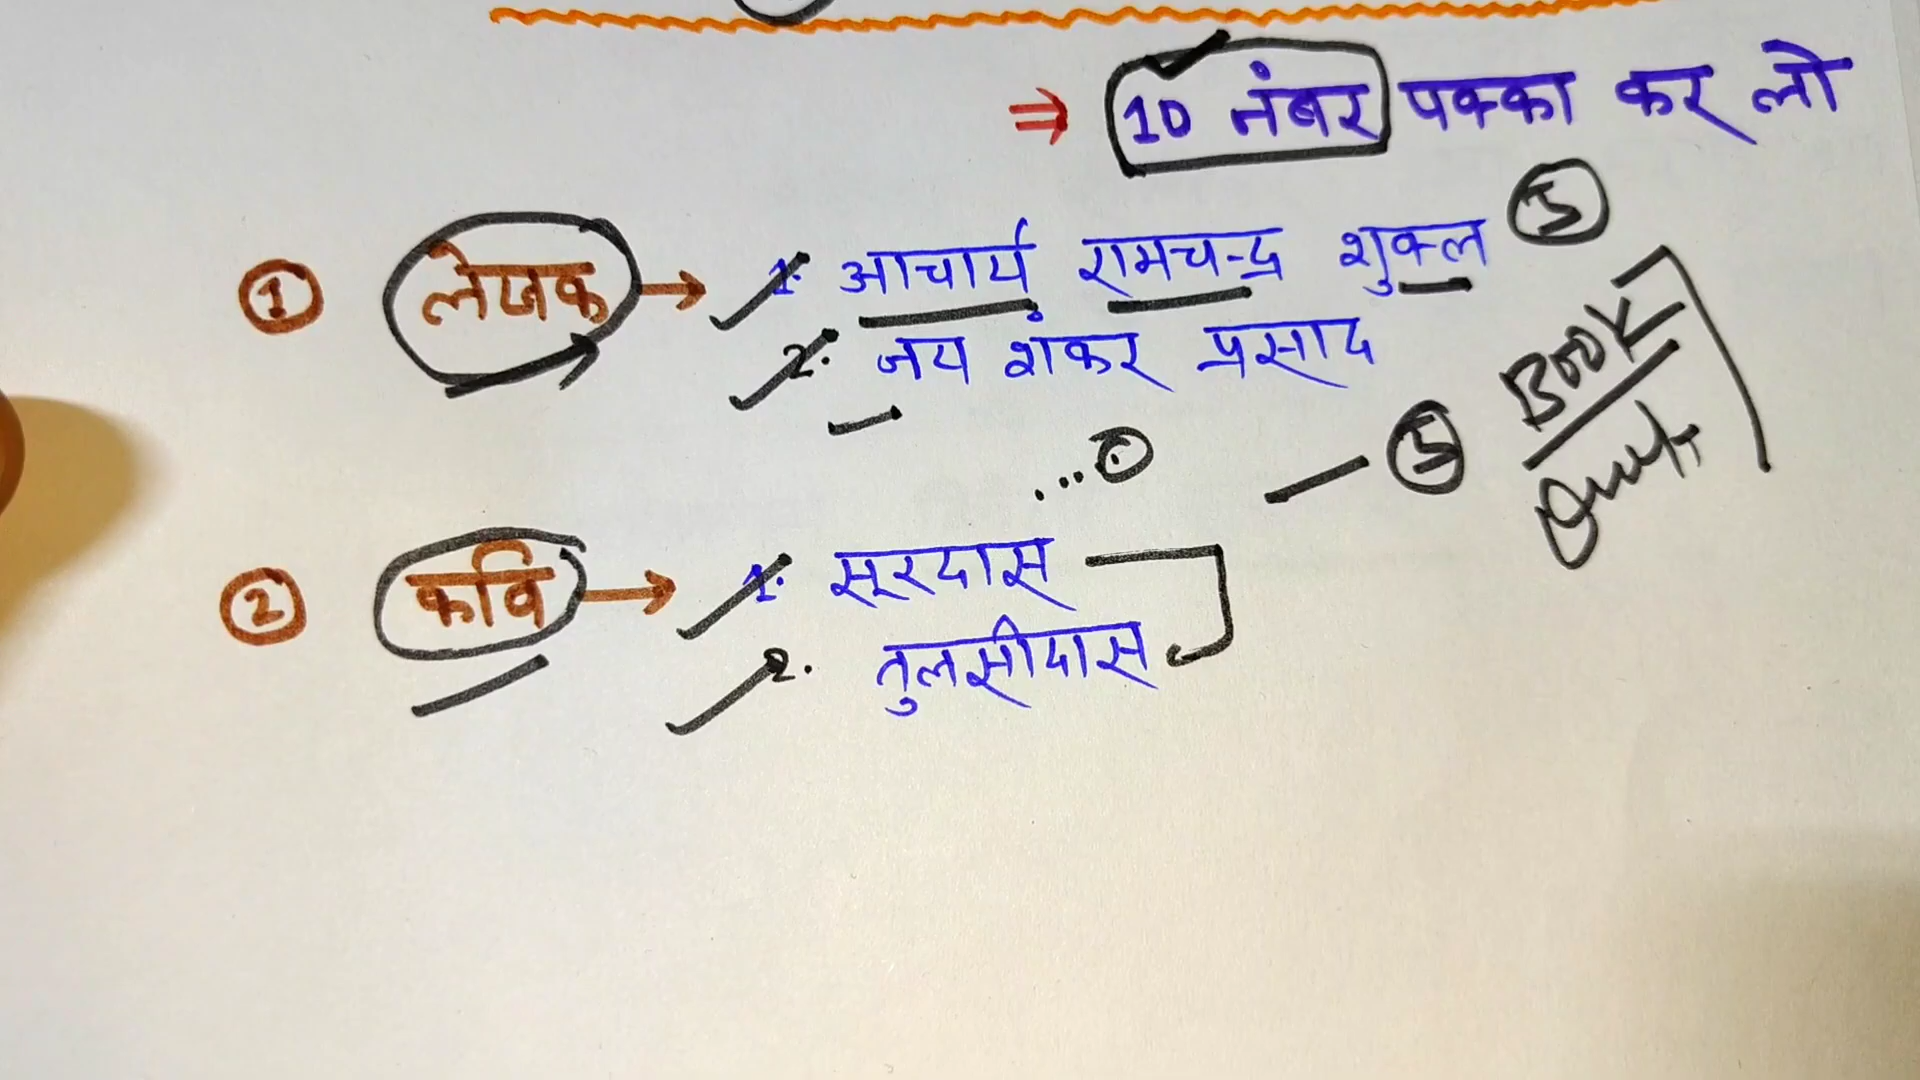 ⇒ 10 नंबर पक्का कर लो
① लेखक → 1. आचार्य रामचन्द्र शुक्ल ⑤
2. जय शंकर प्रसाद
BOOK
— ⑤
② कवि → 1. सूरदास
2. तुलसीदास